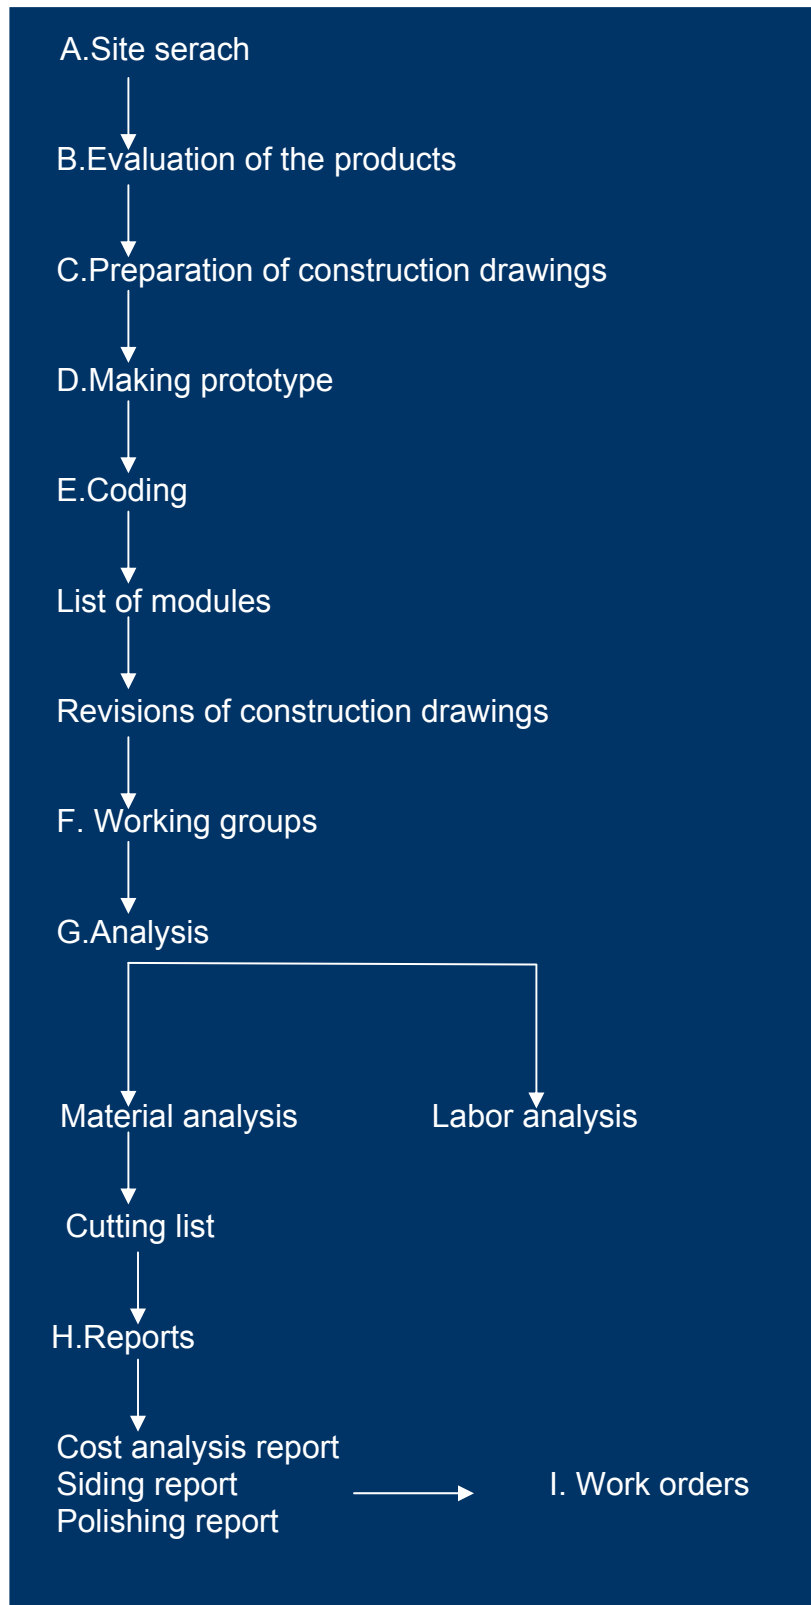 A.Site serach
B.Evaluation of the products
C.Preparation of construction drawings
D.Making prototype
E.Coding
List of modules
Revisions of construction drawings
F. Working groups
G.Analysis
Material analysis
Labor analysis
Cutting list
H.Reports
Cost analysis report
Siding report
Polishing report
I. Work orders